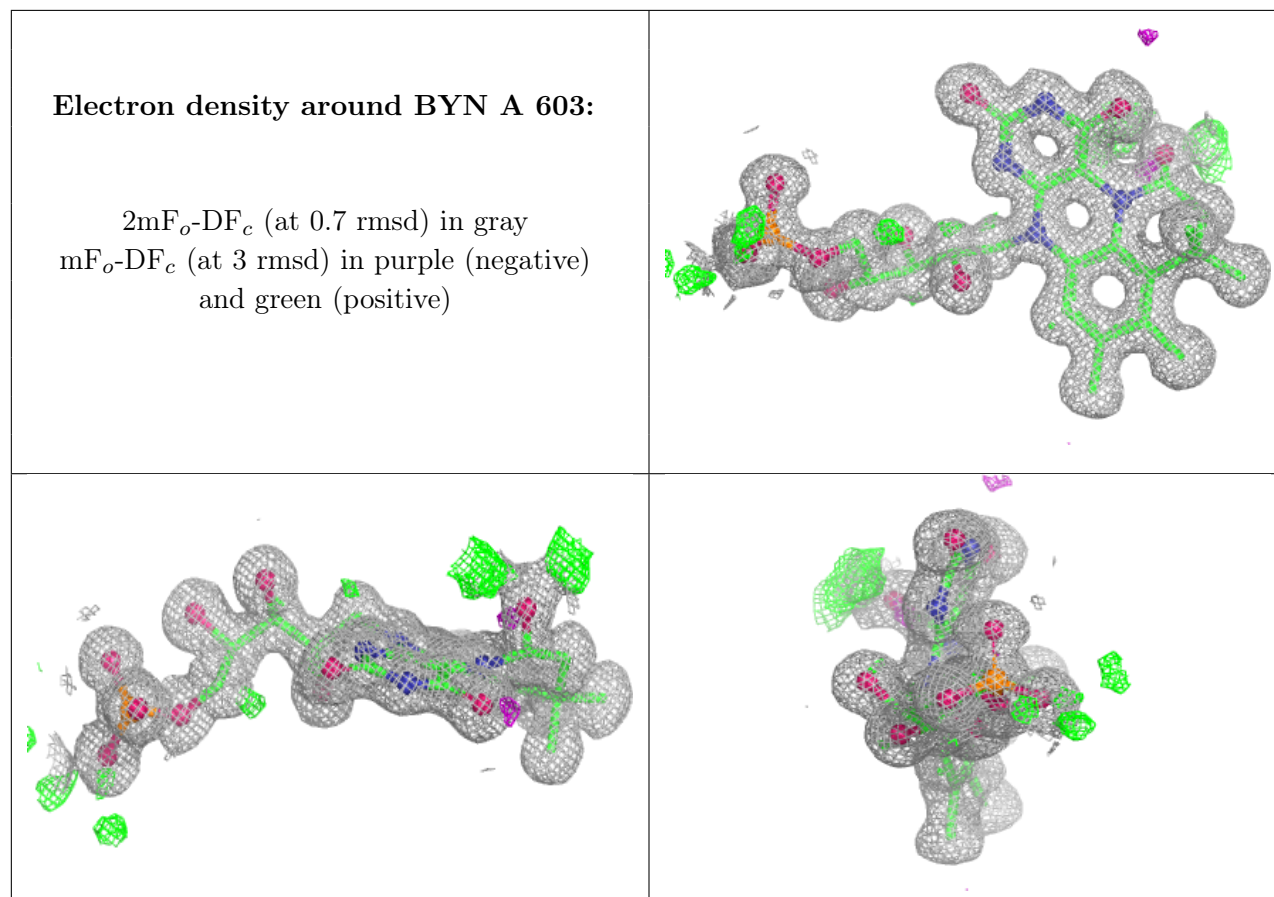 Electron density around BYN A 603:
2mFo-DFc (at 0.7 rmsd) in gray
mFo-DFc (at 3 rmsd) in purple (negative)
and green (positive)